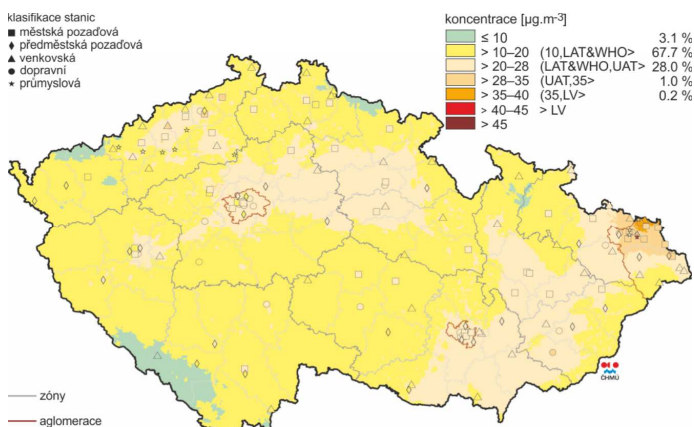 klasifikace stanic
městská pozaďová
předměstská pozaďová
venkovská
dopravní
průmyslová
koncentrace [µg.m-³]
≤ 10 3.1 %
> 10–20 (10,LAT&WHO> 67.7 %
> 20–28 (LAT&WHO,UAT> 28.0 %
> 28–35 (UAT,35> 1.0 %
> 35–40 (35,LV> 0.2 %
> 40–45 > LV
> 45
ČHMÚ
zóny
aglomerace